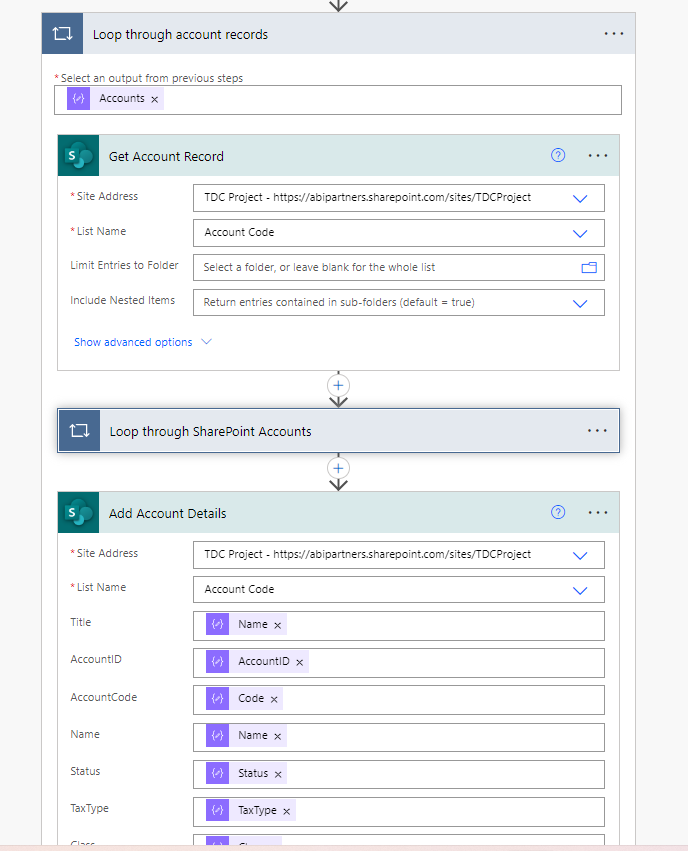 Loop through account records
* Select an output from previous steps
Accounts ×
Get Account Record
* Site Address TDC Project - https://abipartners.sharepoint.com/sites/TDCProject
* List Name Account Code
Limit Entries to Folder Select a folder, or leave blank for the whole list
Include Nested Items Return entries contained in sub-folders (default = true)
Show advanced options
Loop through SharePoint Accounts
Add Account Details
* Site Address TDC Project - https://abipartners.sharepoint.com/sites/TDCProject
* List Name Account Code
Title Name ×
AccountID AccountID ×
AccountCode Code ×
Name Name ×
Status Status ×
TaxType TaxType ×
Class